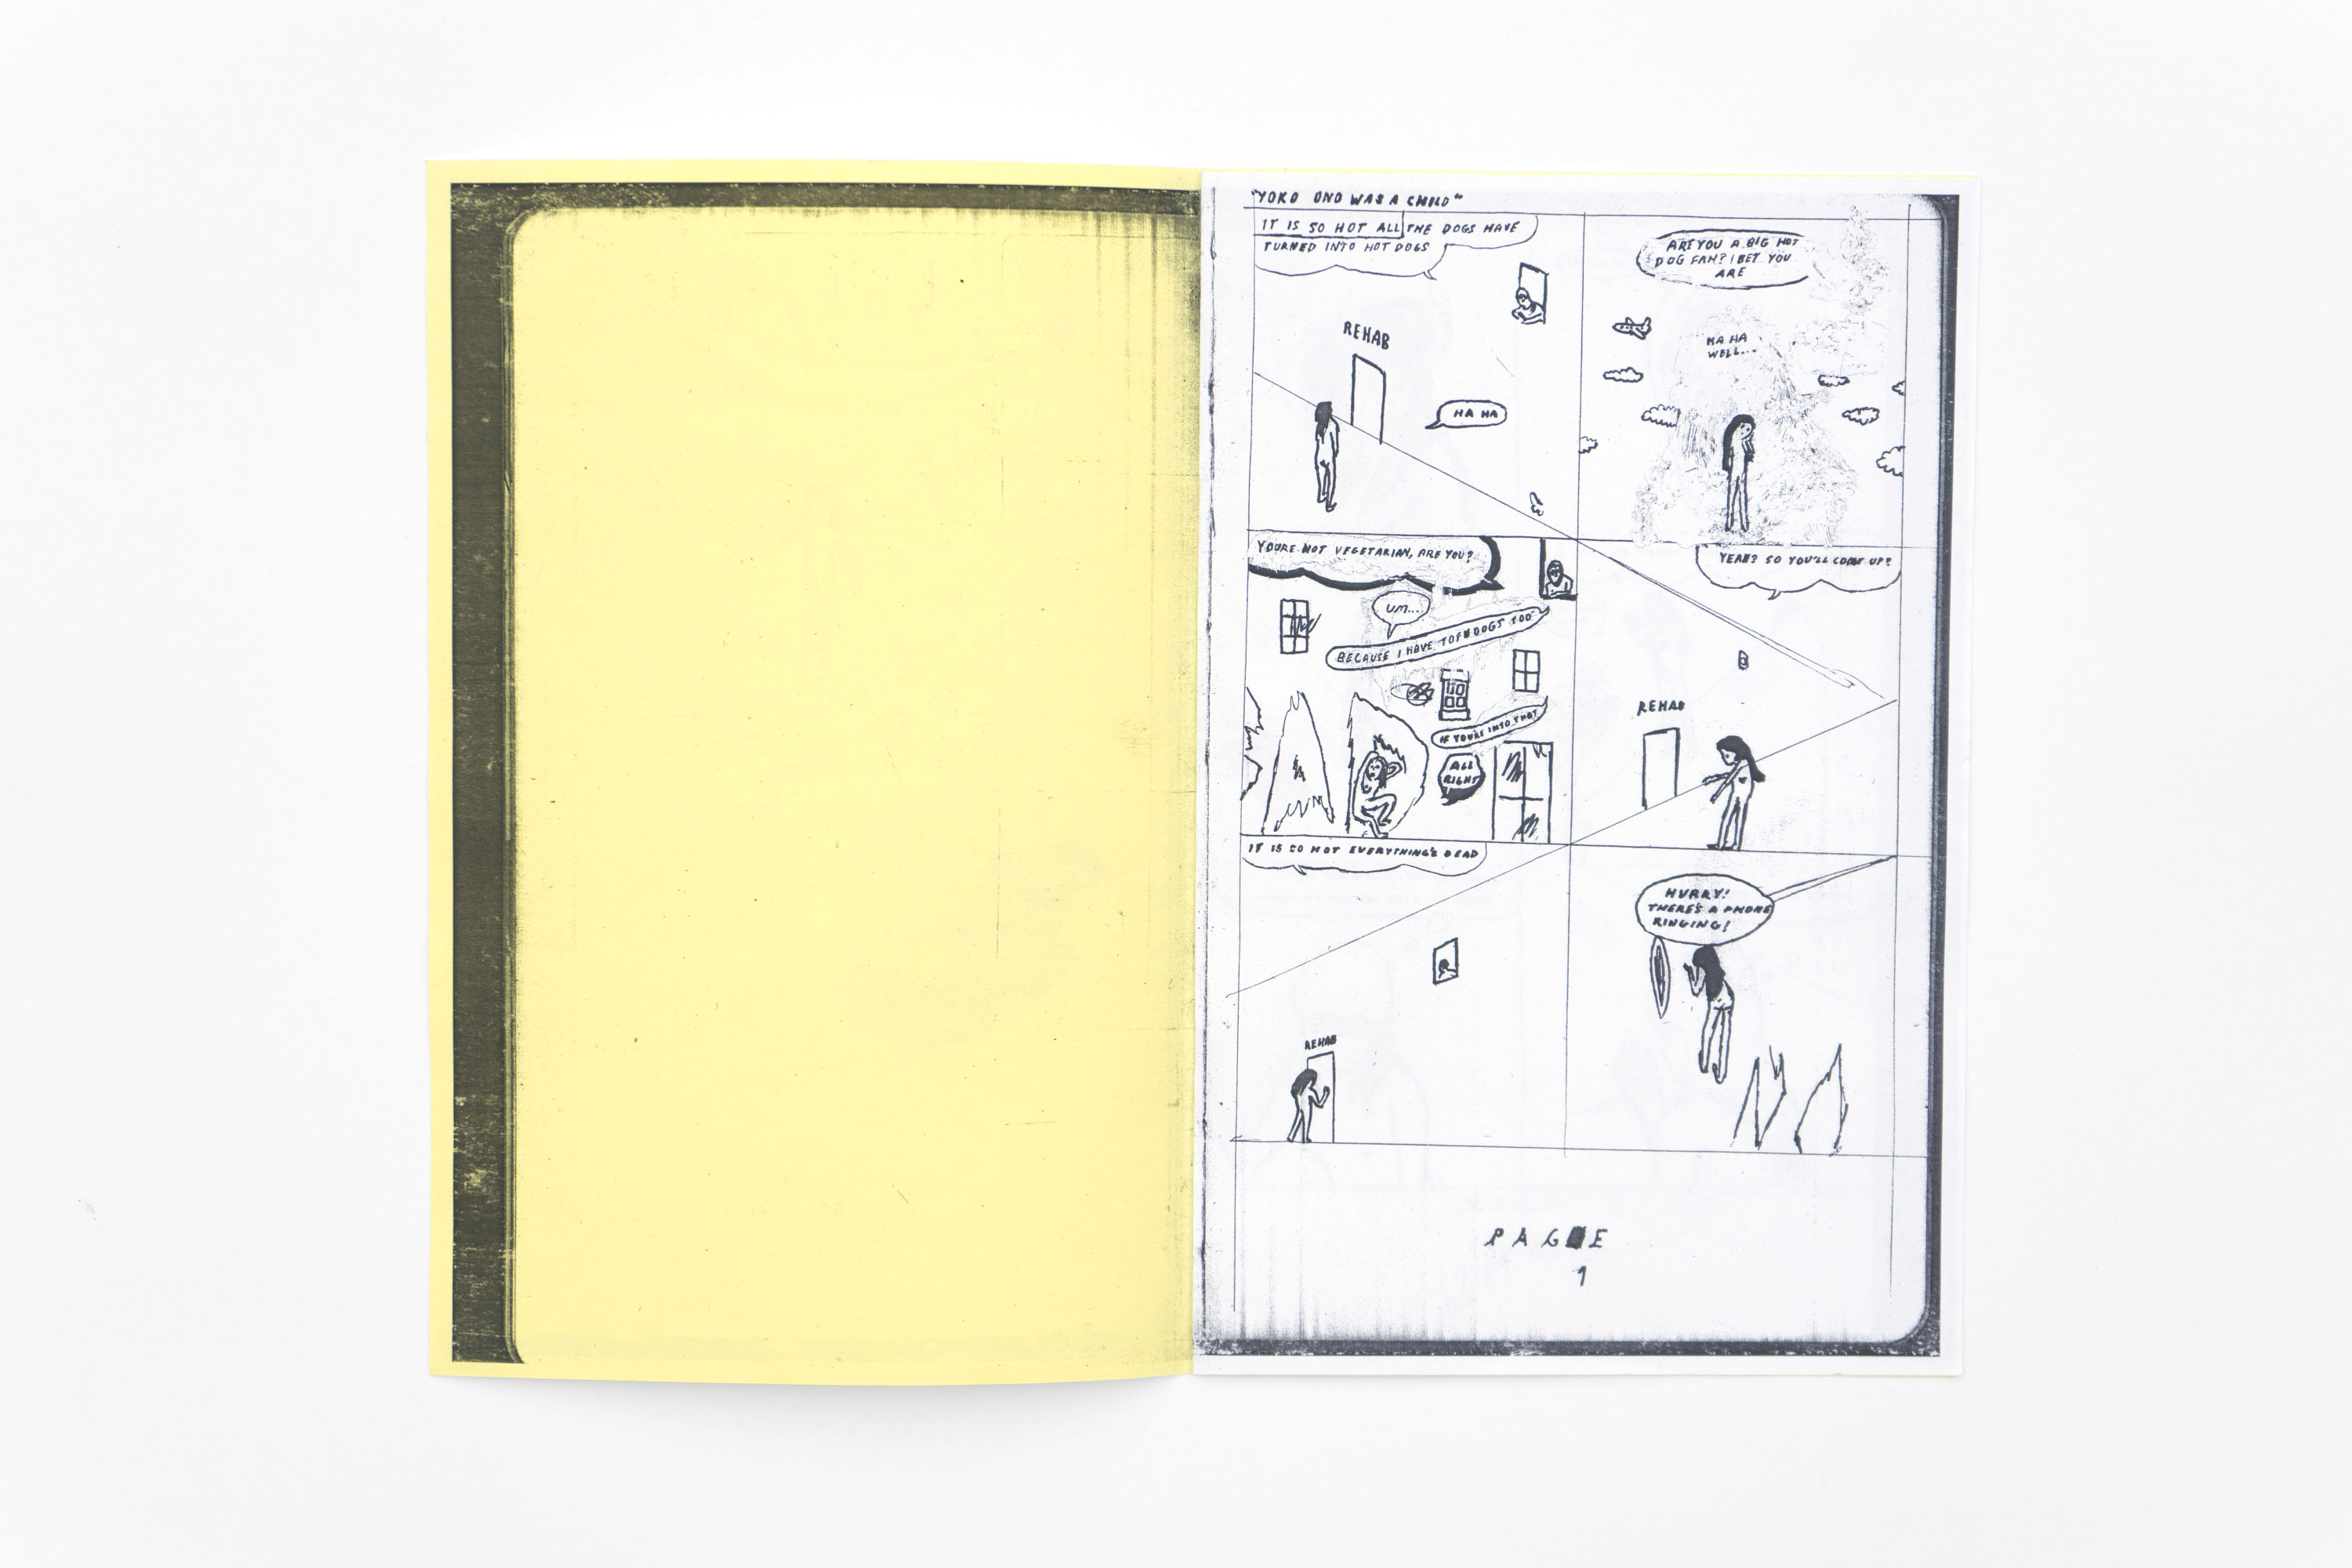 "YOKO ONO WAS A CHILD"
IT IS SO HOT ALL THE DOGS HAVE
TURNED INTO HOT DOGS
REHAB
HA HA
ARE YOU A BIG HOT
DOG FAN? I BET YOU
ARE
HA HA
WELL...
YOURE NOT VEGETARIAN, ARE YOU?
UM...
BECAUSE I HAVE TOFU DOGS TOO
IF YOU'RE INTO THAT
ALL
RIGHT
YEAH? SO YOU'LL COME UP?
REHAB
IT IS SO HOT EVERYTHING'S DEAD
REHAB
HURRY!
THERE'S A PHONE
RINGING!
PAGE
1